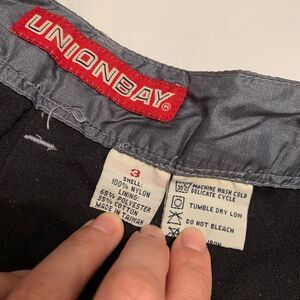 UNIONBAY®
3
SHELL:
100% NYLON
LINING:
65% POLYESTER
35% COTTON
MADE IN TAIWAN
MACHINE WASH COLD
DELICATE CYCLE
TUMBLE DRY LOW
DO NOT BLEACH
IRON